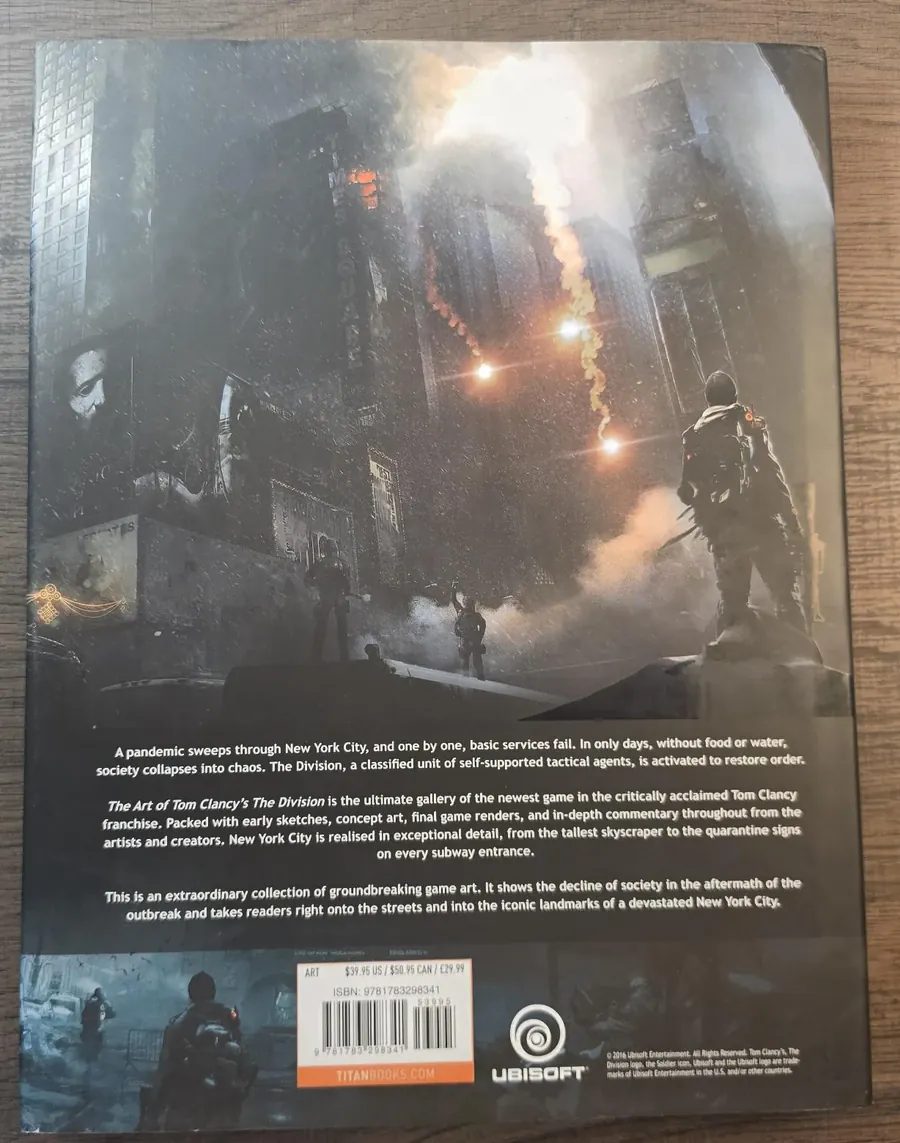 A pandemic sweeps through New York City, and one by one, basic services fail. In only days, without food or water,
society collapses into chaos. The Division, a classified unit of self-supported tactical agents, is activated to restore order.
The Art of Tom Clancy's The Division is the ultimate gallery of the newest game in the critically acclaimed Tom Clancy
franchise. Packed with early sketches, concept art, final game renders, and in-depth commentary throughout from the
artists and creators. New York City is realised in exceptional detail, from the tallest skyscraper to the quarantine signs
on every subway entrance.
This is an extraordinary collection of groundbreaking game art. It shows the decline of society in the aftermath of the
outbreak and takes readers right onto the streets and into the iconic landmarks of a devastated New York City.
ART $39.95 US / $50.95 CAN / £29.99
ISBN: 9781783298341
53995
9 781783 298341
TITANBOOKS.COM
UBISOFT
© 2016 Ubisoft Entertainment. All Rights Reserved. Tom Clancy's, The
Division logo, the Soldier icon, Ubisoft and the Ubisoft logo are trade-
marks of Ubisoft Entertainment in the U.S. and/or other countries.